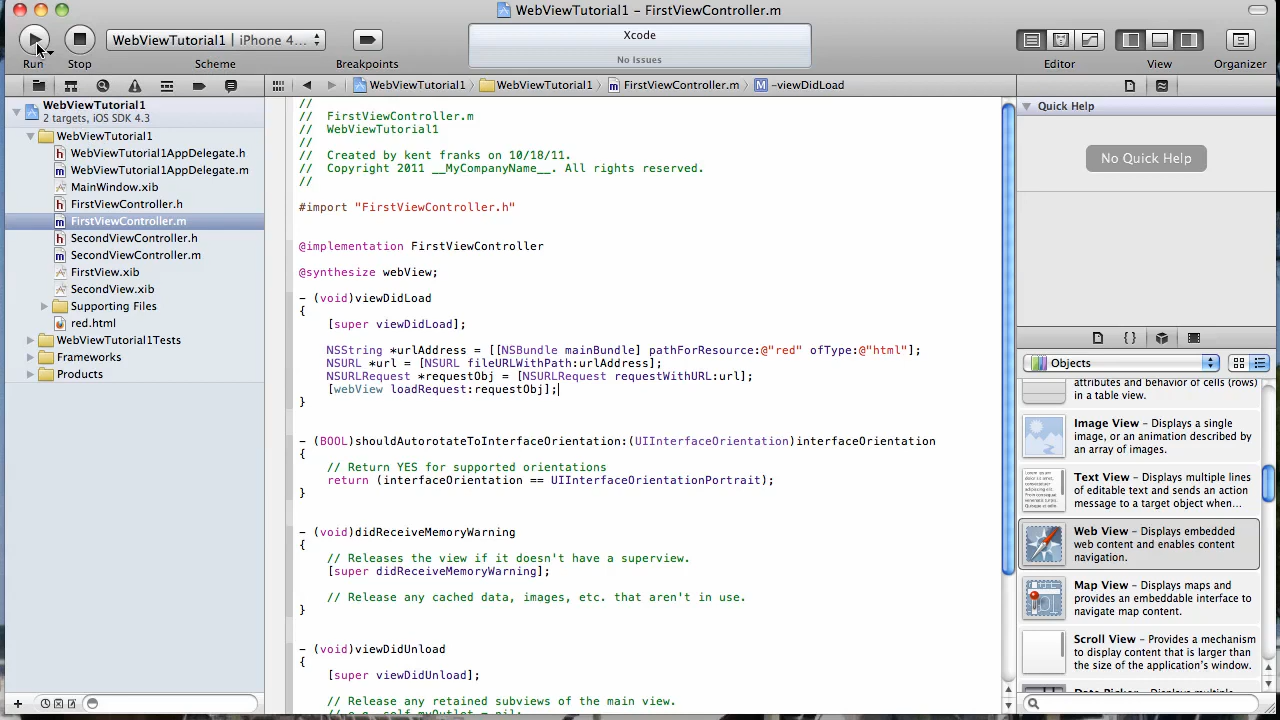 WebViewTutorial1 – FirstViewController.m
Run
Stop
WebViewTutorial1 | iPhone 4...
Scheme
Breakpoints
Xcode
No Issues
Editor
View
Organizer
WebViewTutorial1
WebViewTutorial1
FirstViewController.m
M
-viewDidLoad
WebViewTutorial1
2 targets, iOS SDK 4.3
WebViewTutorial1
h WebViewTutorial1AppDelegate.h
m WebViewTutorial1AppDelegate.m
MainWindow.xib
h FirstViewController.h
m FirstViewController.m
h SecondViewController.h
m SecondViewController.m
FirstView.xib
SecondView.xib
Supporting Files
red.html
WebViewTutorial1Tests
Frameworks
Products
//
//  FirstViewController.m
//  WebViewTutorial1
//
//  Created by kent franks on 10/18/11.
//  Copyright 2011 __MyCompanyName__. All rights reserved.
//
#import "FirstViewController.h"
@implementation FirstViewController
@synthesize webView;
- (void)viewDidLoad
{
    [super viewDidLoad];
    NSString *urlAddress = [[NSBundle mainBundle] pathForResource:@"red" ofType:@"html"];
    NSURL *url = [NSURL fileURLWithPath:urlAddress];
    NSURLRequest *requestObj = [NSURLRequest requestWithURL:url];
    [webView loadRequest:requestObj];
}
- (BOOL)shouldAutorotateToInterfaceOrientation:(UIInterfaceOrientation)interfaceOrientation
{
    // Return YES for supported orientations
    return (interfaceOrientation == UIInterfaceOrientationPortrait);
}
- (void)didReceiveMemoryWarning
{
    // Releases the view if it doesn't have a superview.
    [super didReceiveMemoryWarning];
    // Release any cached data, images, etc. that aren't in use.
}
- (void)viewDidUnload
{
    [super viewDidUnload];
    // Release any retained subviews of the main view.
Quick Help
No Quick Help
{ }
Objects
attributes and behavior of cells (rows)
in a table view.
Image View – Displays a
single image, or an animation described by
an array of images.
Text View – Displays multiple lines
of editable text and sends an action
message to a target object when...
Web View – Displays embedded
web content and enables content
navigation.
Map View – Displays maps and
provides an embeddable interface to
navigate map content.
Scroll View – Provides a mechanism
to display content that is larger than
the size of the application's window.